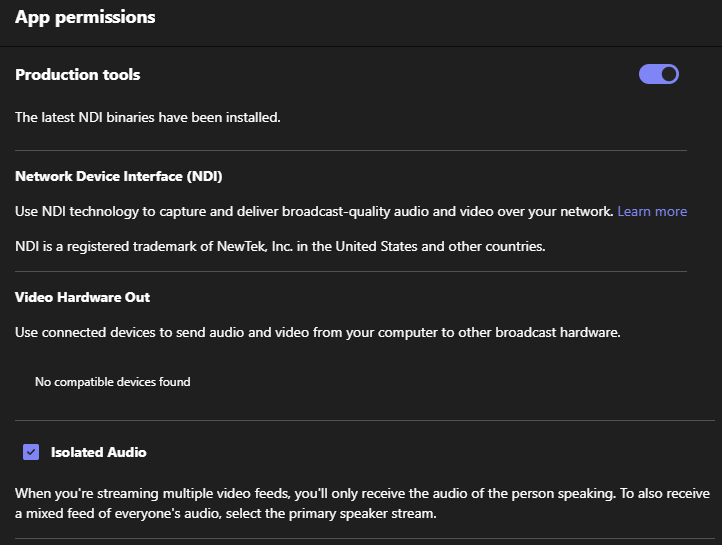 App permissions
Production tools
The latest NDI binaries have been installed.
Network Device Interface (NDI)
Use NDI technology to capture and deliver broadcast-quality audio and video over your network. Learn more
NDI is a registered trademark of NewTek, Inc. in the United States and other countries.
Video Hardware Out
Use connected devices to send audio and video from your computer to other broadcast hardware.
No compatible devices found
Isolated Audio
When you're streaming multiple video feeds, you'll only receive the audio of the person speaking. To also receive
a mixed feed of everyone's audio, select the primary speaker stream.